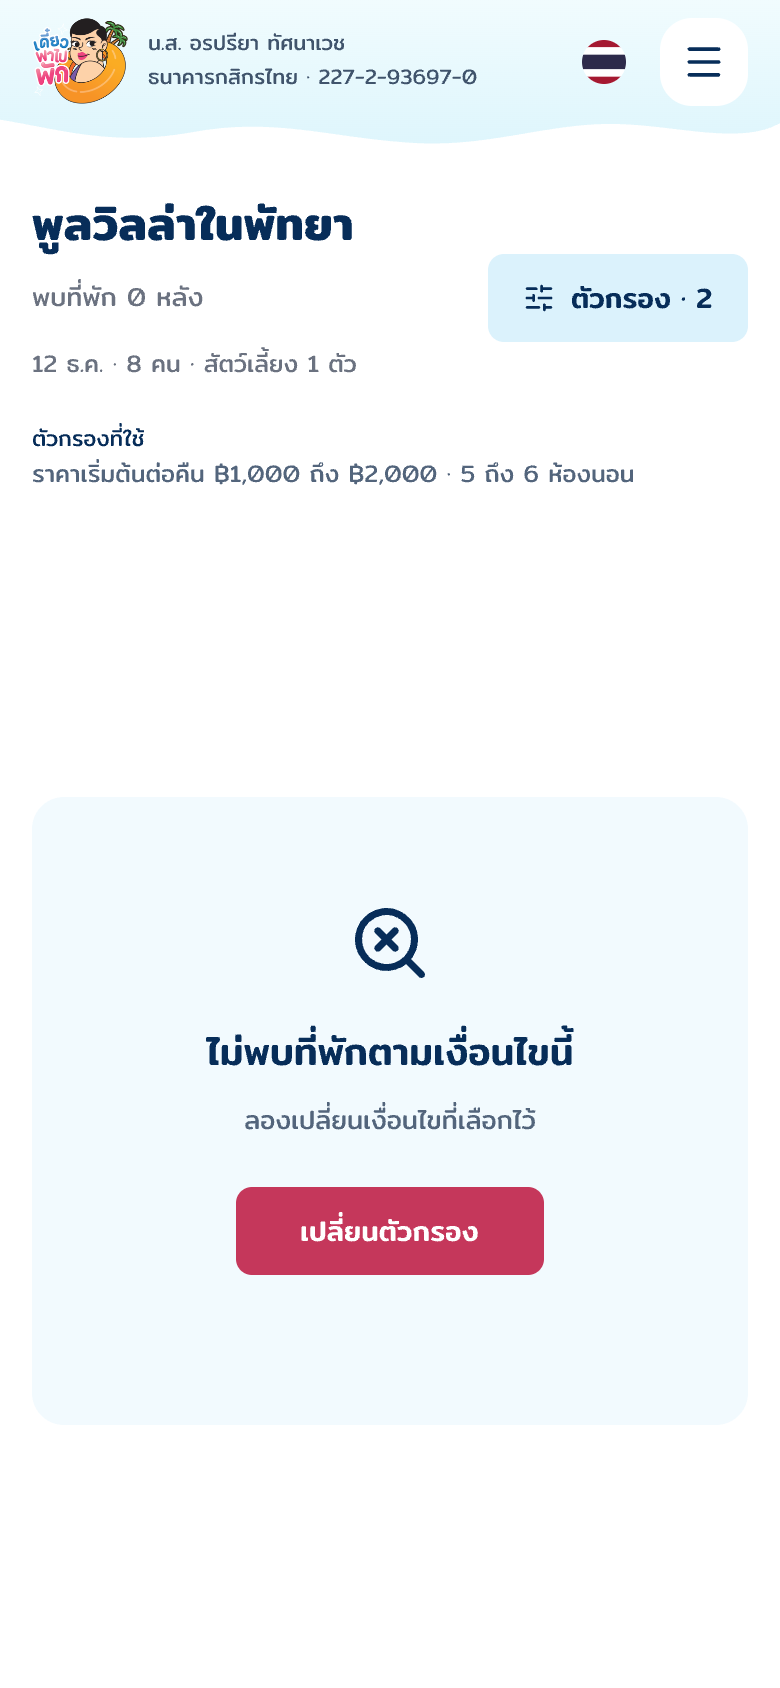 เดี๋ยว
พาไป
พัก
น.ส. อรปรียา ทัศนาเวช
ธนาคารกสิกรไทย · 227-2-93697-0
พูลวิลล่าในพัทยา
พบที่พัก 0 หลัง
ตัวกรอง · 2
12 ธ.ค. · 8 คน · สัตว์เลี้ยง 1 ตัว
ตัวกรองที่ใช้
ราคาเริ่มต้นต่อคืน ฿1,000 ถึง ฿2,000 · 5 ถึง 6 ห้องนอน
ไม่พบที่พักตามเงื่อนไขนี้
ลองเปลี่ยนเงื่อนไขที่เลือกไว้
เปลี่ยนตัวกรอง